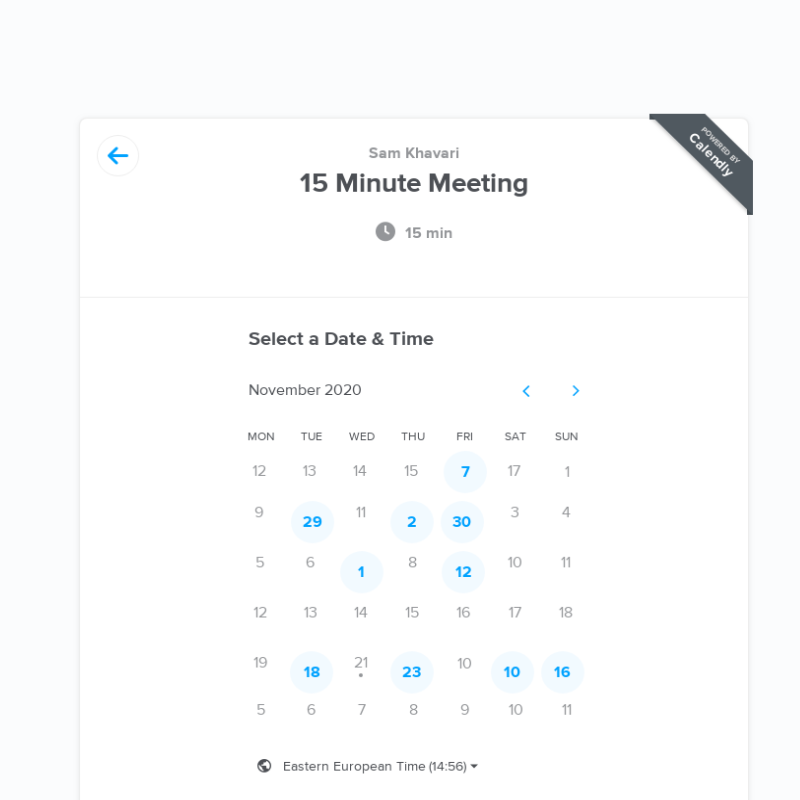 POWERED BY
Calendly
Sam Khavari
15 Minute Meeting
15 min
Select a Date & Time
November 2020
MON TUE WED THU FRI SAT SUN
12 13 14 15 7 17 1
9 29 11 2 30 3 4
5 6 1 8 12 10 11
12 13 14 15 16 17 18
19 18 21 23 10 10 16
5 6 7 8 9 10 11
Eastern European Time (14:56)